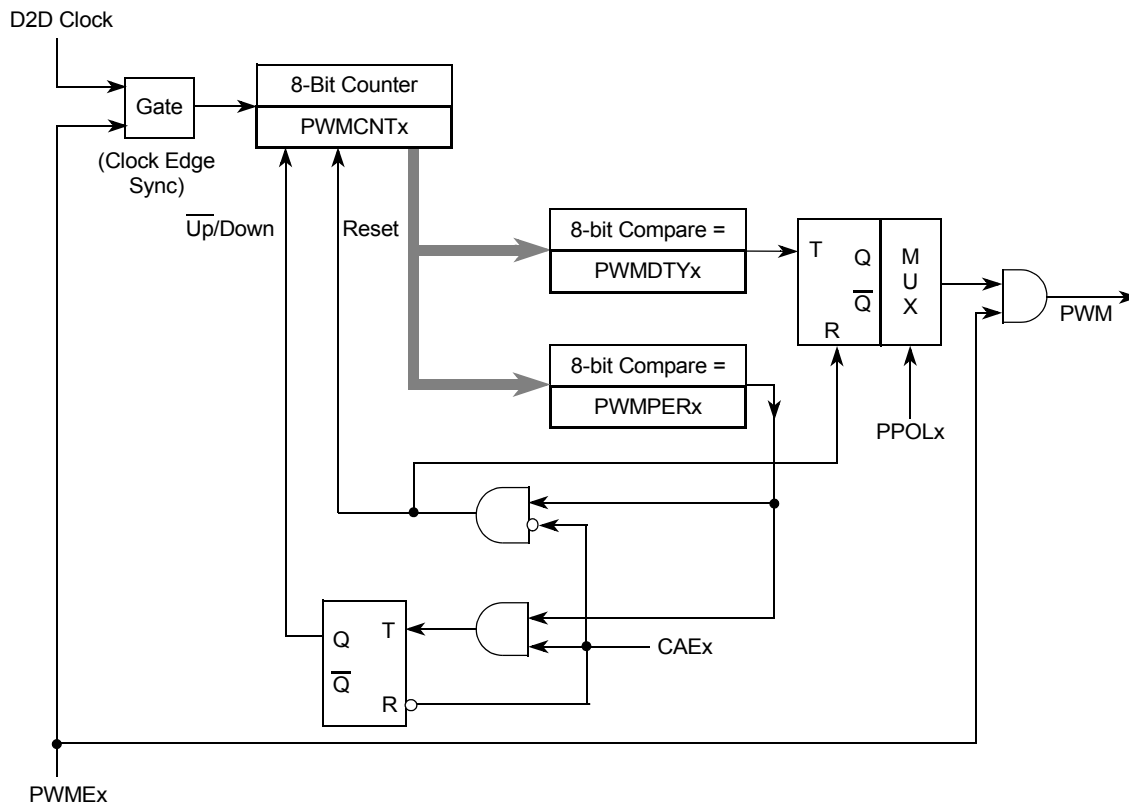 D2D Clock
Gate
(Clock Edge
Sync)
8-Bit Counter
PWMCNTx
U̅p̅/Down
Reset
8-bit Compare =
PWMDTYx
8-bit Compare =
PWMPERx
T
Q
Q̅
R
M
U
X
PPOLx
PWM
Q
T
Q̅
R
CAEx
PWMEx